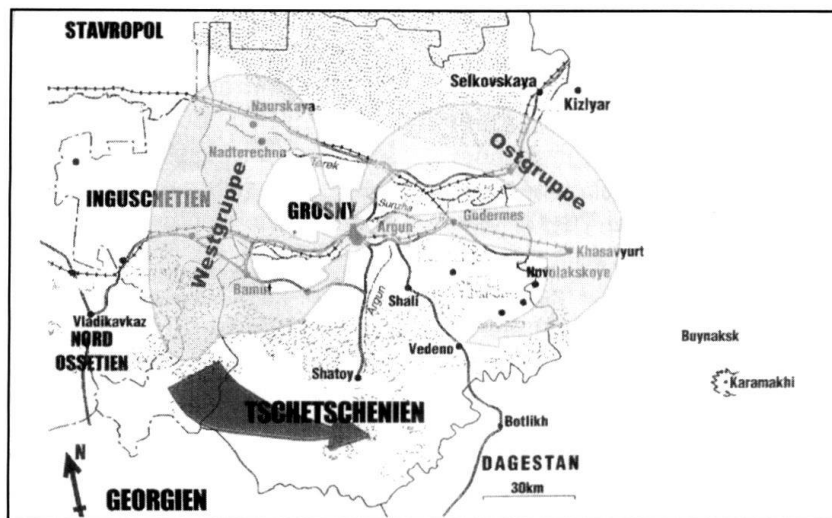 STAVROPOL
Selkovskaya
Kizlyar
Naurskaya
Nadterechna
Terek
Ostgruppe
INGUSCHETIEN
Westgruppe
GROSNY
Sunzha
Gudermes
Argun
Khasavyurt
Bamut
Argun
Novolakskoye
Shali
Vladikavkaz
NORD
OSSETIEN
Vedeno
Buynaksk
Shatoy
Karamakhi
TSCHETSCHENIEN
Botlikh
N
DAGESTAN
GEORGIEN
30km